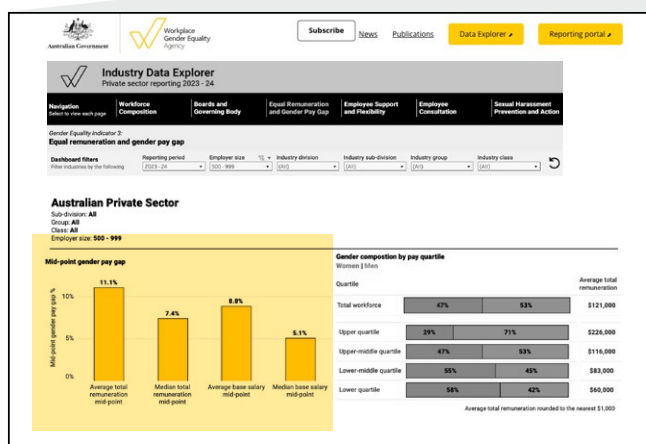 Australian Government
Workplace
Gender Equality
Agency
Subscribe
News
Publications
Data Explorer
Reporting portal
Industry Data Explorer
Private sector reporting 2023 - 24
Navigation
Select to view each page
Workforce
Composition
Boards and
Governing Body
Equal Remuneration
and Gender Pay Gap
Employee Support
and Flexibility
Employee
Consultation
Sexual Harassment
Prevention and Action
Gender Equality Indicator 3:
Equal remuneration and gender pay gap
Dashboard filters
Filter industries by the following
Reporting period
2023 - 24
Employer size
500 - 999
Industry division
(All)
Industry sub-division
(All)
Industry group
(All)
Industry class
(All)
Australian Private Sector
Sub-division: All
Group: All
Class: All
Employer size: 500 - 999
Mid-point gender pay gap
Mid-point gender pay gap %
10%
5%
0%
11.1%
7.4%
8.8%
5.1%
Average total
remuneration
mid-point
Median total
remuneration
mid-point
Average base salary
mid-point
Median base salary
mid-point
Gender compostion by pay quartile
Women | Men
Quartile
Average total
remuneration
Total workforce 47% 53% $121,000
Upper quartile 29% 71% $226,000
Upper-middle quartile 47% 53% $116,000
Lower-middle quartile 55% 45% $83,000
Lower quartile 58% 42% $60,000
Average total remuneration rounded to the nearest $1,000